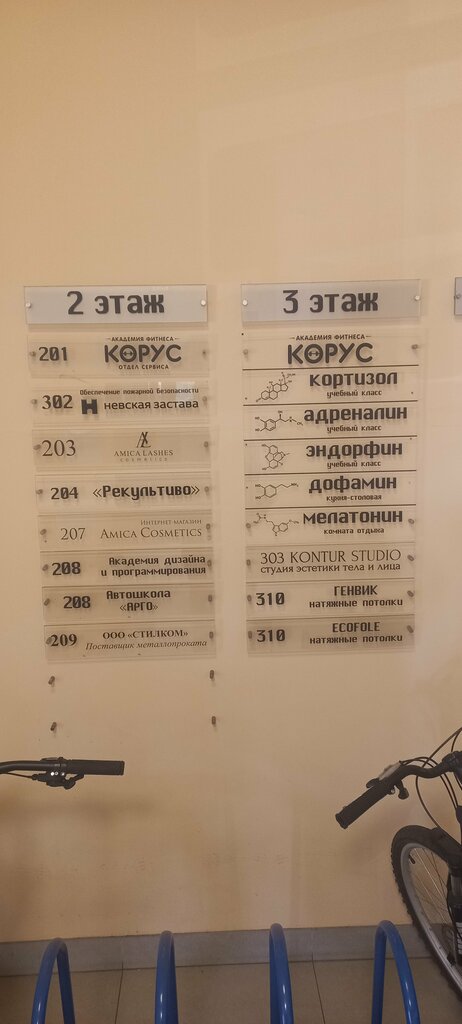 2 этаж
201
АКАДЕМИЯ ФИТНЕСА
КОРУС
ОТДЕЛ СЕРВИСА
302
Обеспечение пожарной безопасности
Н невская застава
203
AMICA LASHES
cosmetics
204 «Рекультиво»
207
Интернет-магазин
Amica Cosmetics
208
Академия дизайна
и программирования
208
Автошкола
«АРГО»
209
ООО «СТИЛКОМ»
Поставщик металлопроката
3 этаж
АКАДЕМИЯ ФИТНЕСА
КОРУС
кортизол
учебный класс
адреналин
учебный класс
эндорфин
учебный класс
дофамин
кухня-столовая
мелатонин
комната отдыха
303 KONTUR STUDIO
студия эстетики тела и лица
310
ГЕНВИК
натяжные потолки
310
ECOFOLE
натяжные потолки